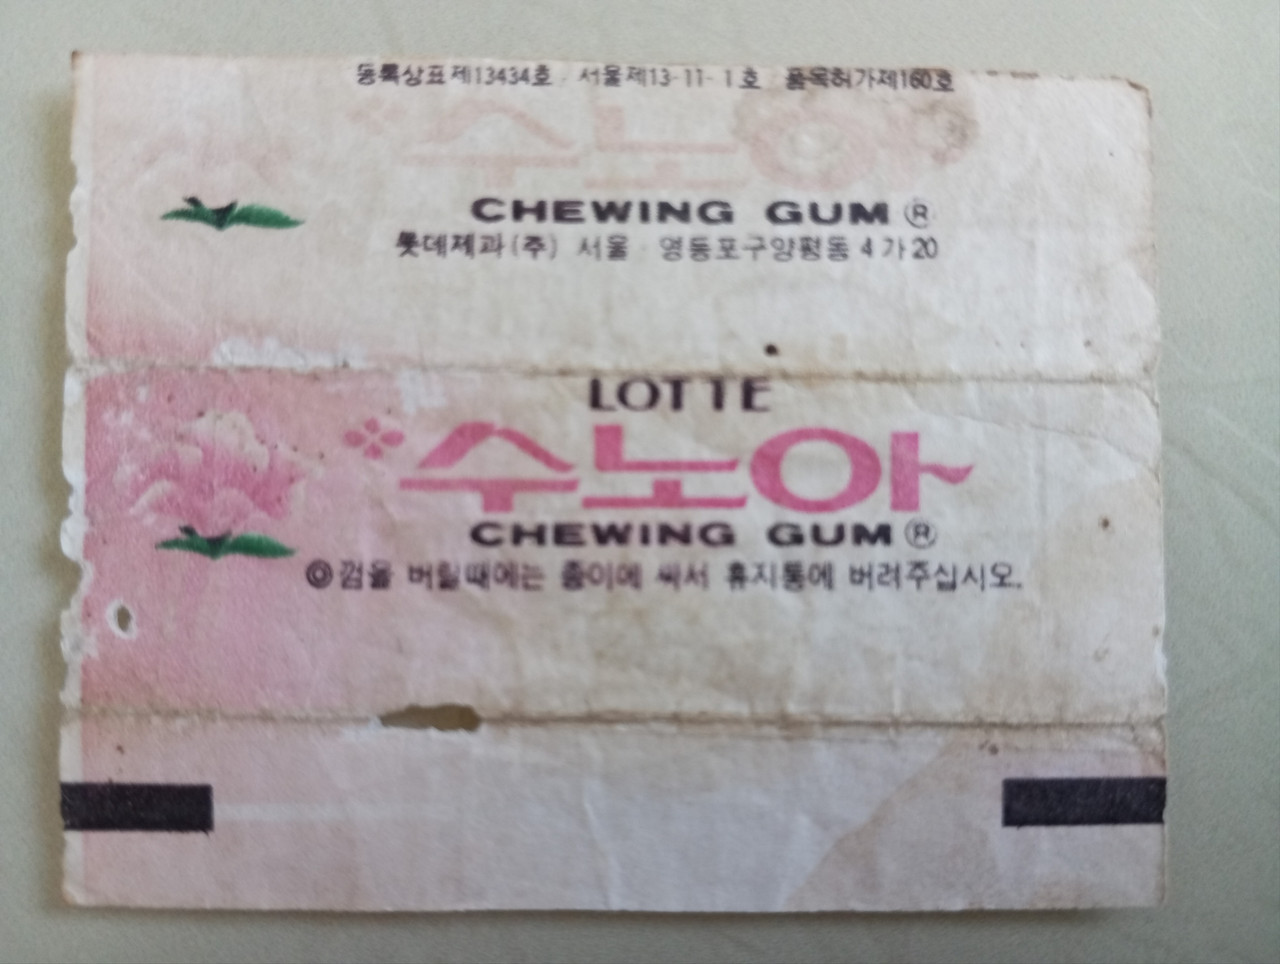 등록상표제13434호 · 서울제13-11-1호 · 품목허가제160호
수노아
CHEWING GUM ®
롯데제과(주) 서울 · 영등포구양평동 4가20
LOTTE
수노아
CHEWING GUM ®
◎껌을 버릴때에는 종이에 싸서 휴지통에 버려주십시오.